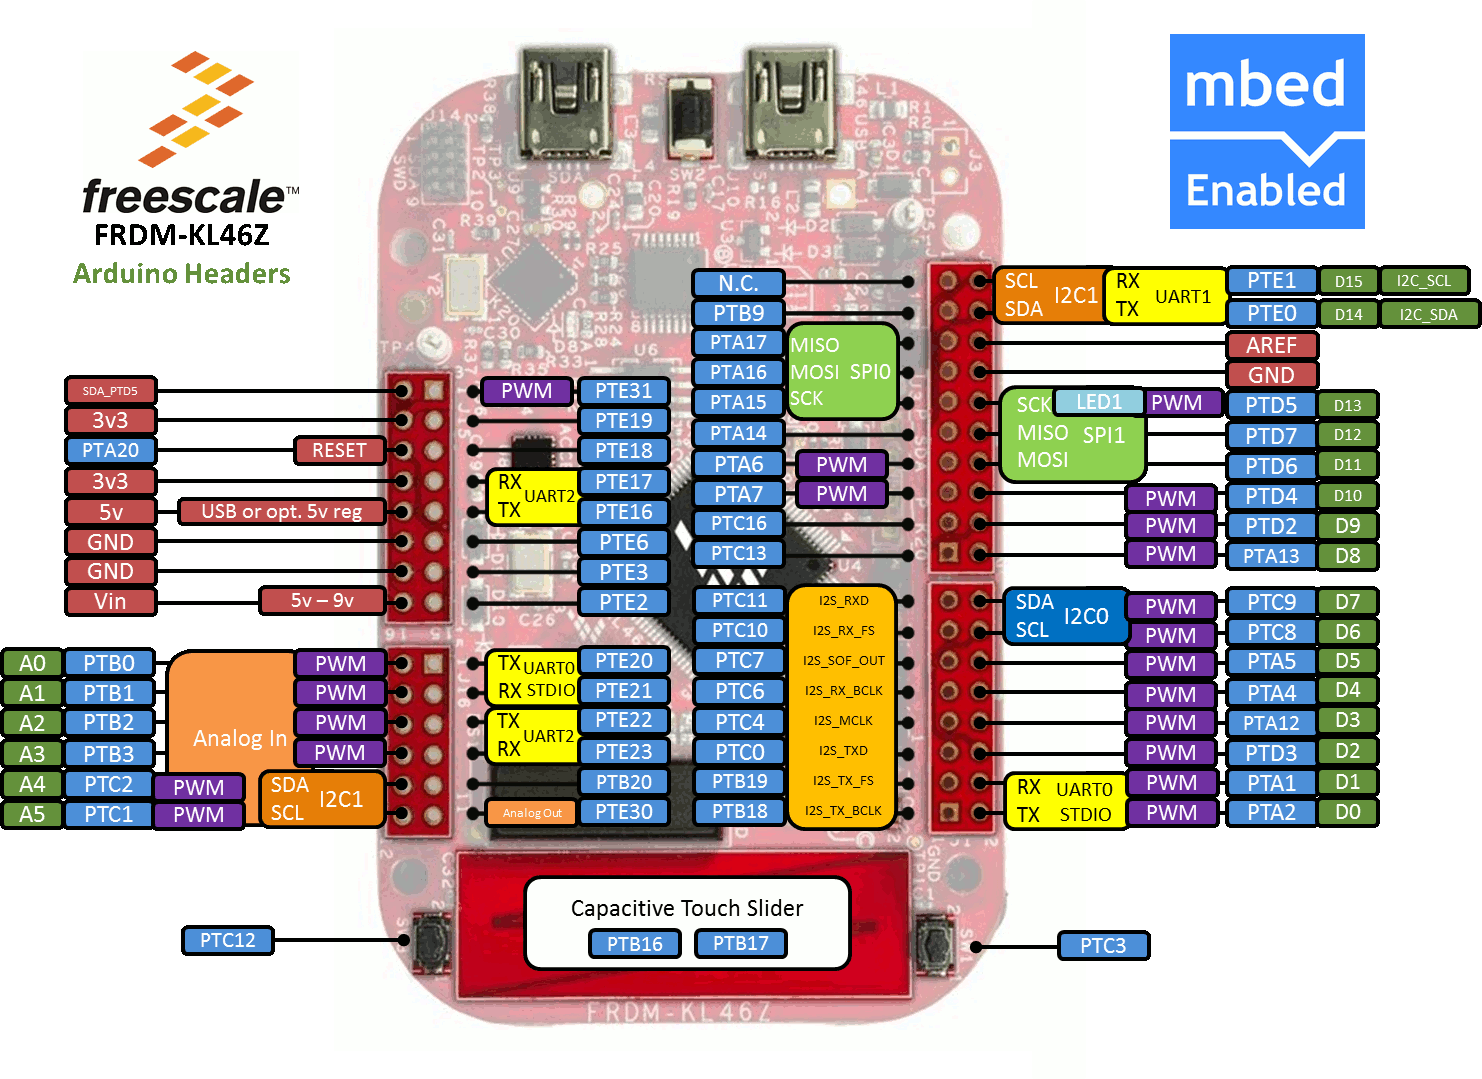 freescale™
FRDM-KL46Z
Arduino Headers
mbed
Enabled
N.C.
PTB9
PTA17 MISO
PTA16 MOSI SPI0
PTA15 SCK
PTA14
PTA6 PWM
PTA7 PWM
PTC16
PTC13
SCL I2C1 RX UART1 PTE1 D15 I2C_SCL
SDA TX PTE0 D14 I2C_SDA
AREF
GND
SCK LED1 PWM PTD5 D13
MISO SPI1 PTD7 D12
MOSI PTD6 D11
PWM PTD4 D10
PWM PTD2 D9
PWM PTA13 D8
SDA_PTD5
3v3
PTA20 RESET
3v3
5v USB or opt. 5v reg
GND
GND
Vin 5v – 9v
PWM PTE31
PTE19
PTE18
RX UART2 PTE17
TX PTE16
PTE6
PTE3
PTE2
PTC11 I2S_RXD
PTC10 I2S_RX_FS
PTC7 I2S_SOF_OUT
PTC6 I2S_RX_BCLK
PTC4 I2S_MCLK
PTC0 I2S_TXD
PTB19 I2S_TX_FS
PTB18 I2S_TX_BCLK
SDA I2C0 PWM PTC9 D7
SCL PWM PTC8 D6
PWM PTA5 D5
PWM PTA4 D4
PWM PTA12 D3
PWM PTD3 D2
RX UART0 PWM PTA1 D1
TX STDIO PWM PTA2 D0
A0 PTB0 PWM
A1 PTB1 PWM
A2 PTB2 PWM
Analog In
A3 PTB3 PWM
A4 PTC2 PWM SDA I2C1
A5 PTC1 PWM SCL
TX UART0 PTE20
RX STDIO PTE21
TX UART2 PTE22
RX PTE23
PTB20
Analog Out PTE30
Capacitive Touch Slider
PTB16 PTB17
PTC12
PTC3
FRDM-KL46Z